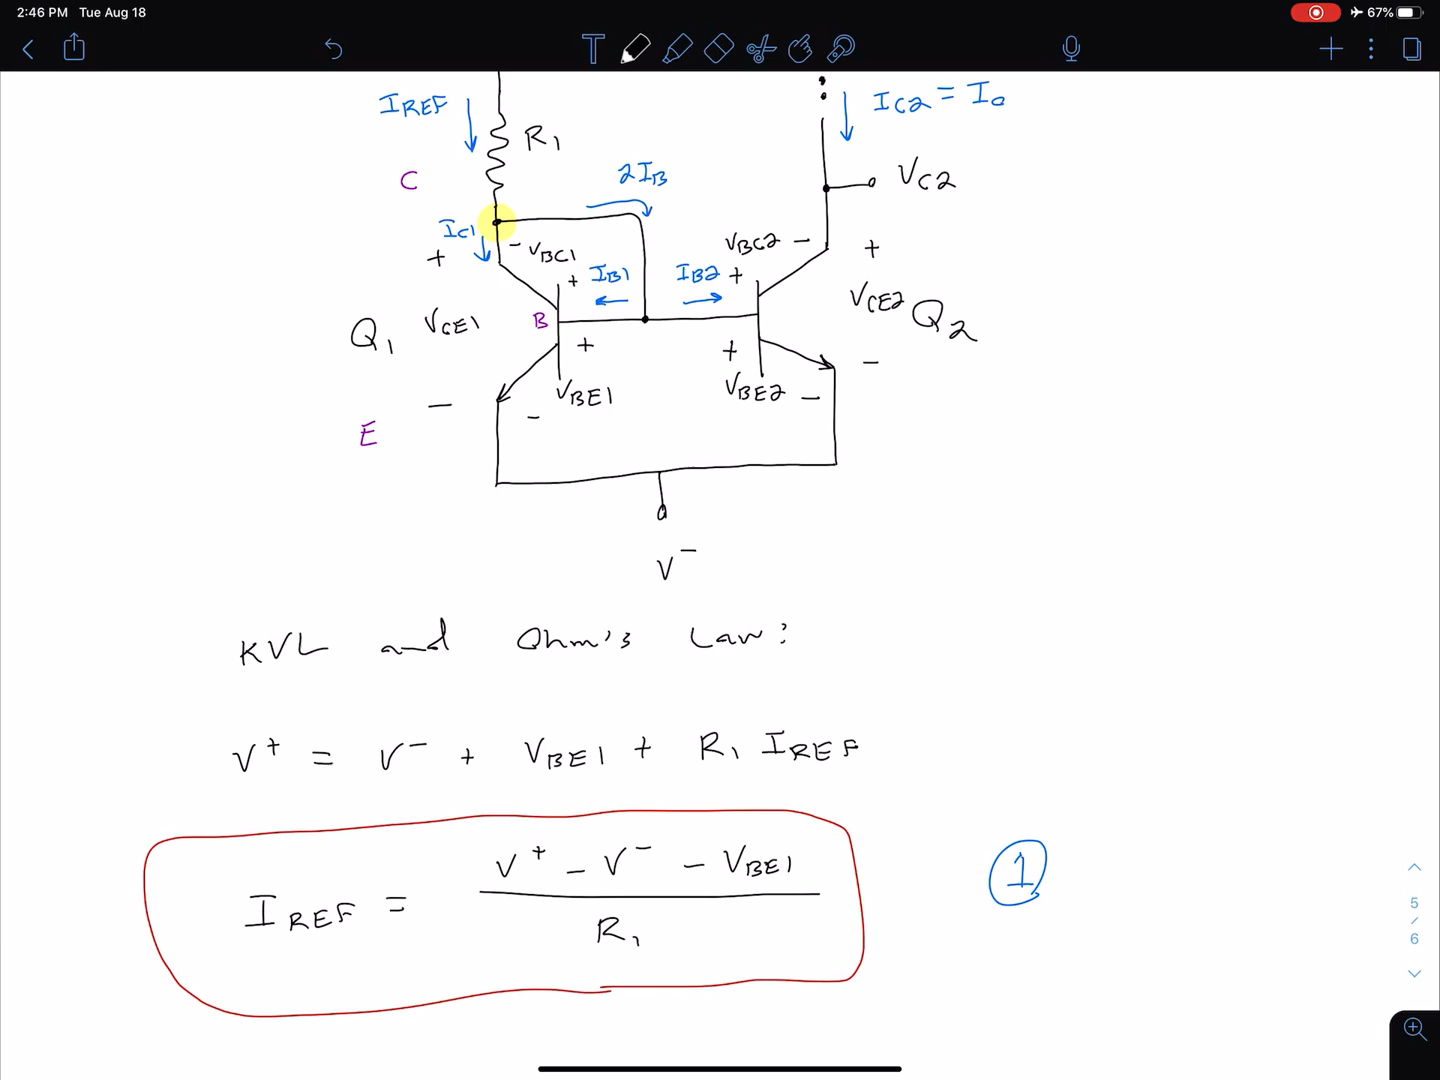 2:46 PM Tue Aug 18
67%
T
IREF
IC2 = Io
R1
C
2IB
VC2
IC1
+
- VBC1
VBC2 -
+
+ IB1
IB2 +
Q1 VCE1
B
VCE2 Q2
+
+
-
VBE1
VBE2 -
-
-
E
V-
KVL and Ohm's Law:
V+ = V- + VBE1 + R1 IREF
IREF = V+ - V- - VBE1
R1
1
5
/
6